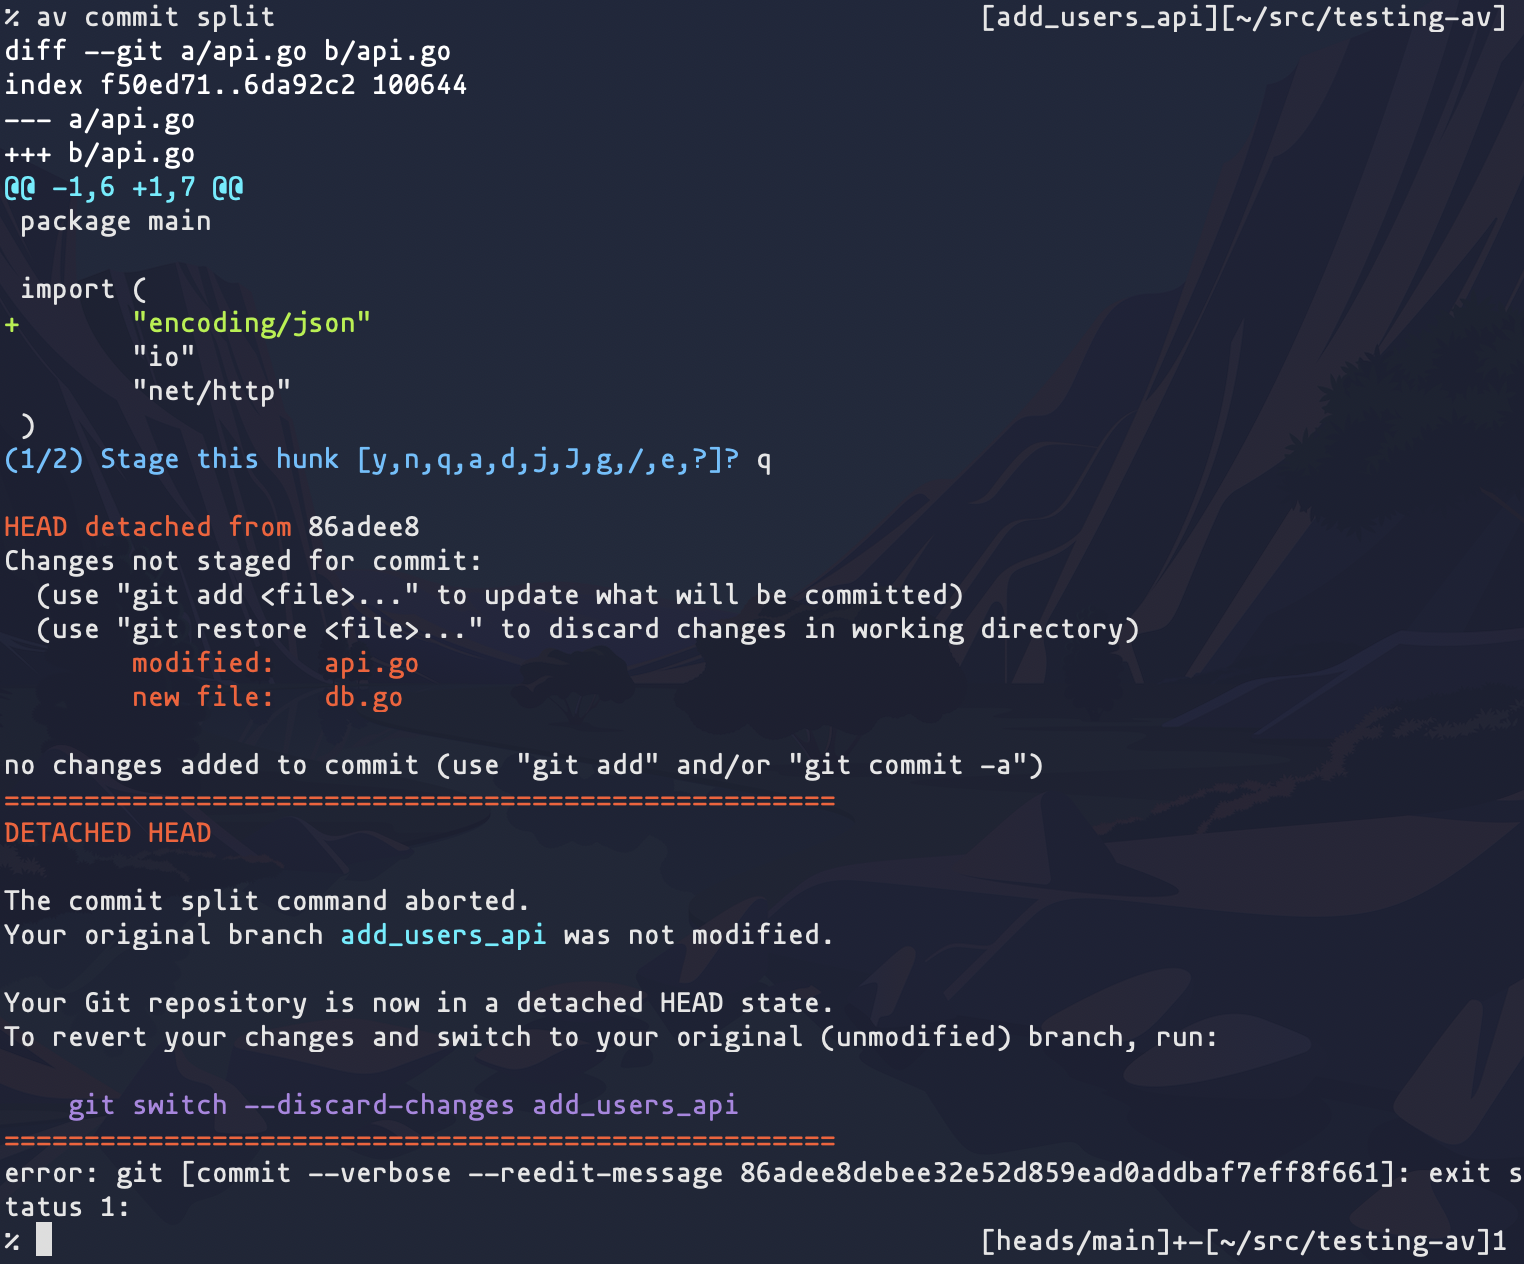 % av commit split [add_users_api][~/src/testing-av]
diff --git a/api.go b/api.go
index f50ed71..6da92c2 100644
--- a/api.go
+++ b/api.go
@@ -1,6 +1,7 @@
 package main

 import (
+       "encoding/json"
        "io"
        "net/http"
 )
(1/2) Stage this hunk [y,n,q,a,d,j,J,g,/,e,?]? q

HEAD detached from 86adee8
Changes not staged for commit:
  (use "git add <file>..." to update what will be committed)
  (use "git restore <file>..." to discard changes in working directory)
        modified:   api.go
        new file:   db.go

no changes added to commit (use "git add" and/or "git commit -a")
====================================================
DETACHED HEAD

The commit split command aborted.
Your original branch add_users_api was not modified.

Your Git repository is now in a detached HEAD state.
To revert your changes and switch to your original (unmodified) branch, run:

    git switch --discard-changes add_users_api
====================================================
error: git [commit --verbose --reedit-message 86adee8debee32e52d859ead0addbaf7eff8f661]: exit s
tatus 1:
% [heads/main]+-[~/src/testing-av]1